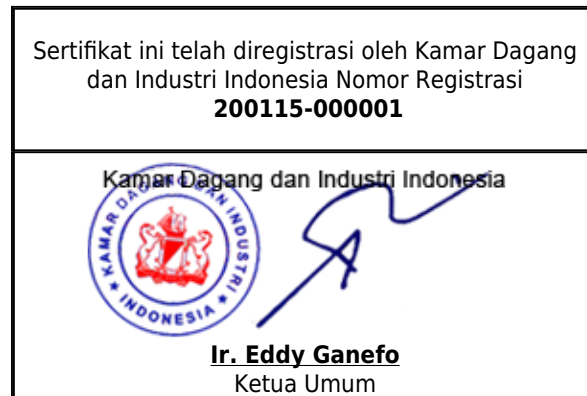 Sertifikat ini telah diregistrasi oleh Kamar Dagang
dan Industri Indonesia Nomor Registrasi
200115-000001
Kamar Dagang dan Industri Indonesia
KAMAR DAGANG DAN INDUSTRI
* INDONESIA *
Ir. Eddy Ganefo
Ketua Umum